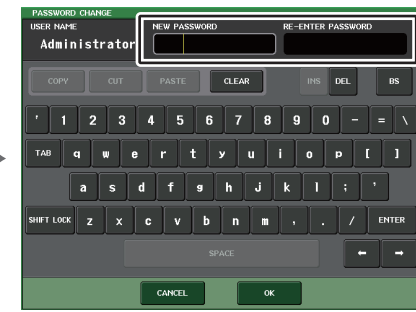 PASSWORD CHANGE
USER NAME NEW PASSWORD RE-ENTER PASSWORD
Administrator
COPY CUT PASTE CLEAR INS DEL BS
' 1 2 3 4 5 6 7 8 9 0 - = \
TAB q w e r t y u i o p [ ]
a s d f g h j k l ; '
SHIFT LOCK z x c v b n m , . / ENTER
SPACE ← →
CANCEL OK